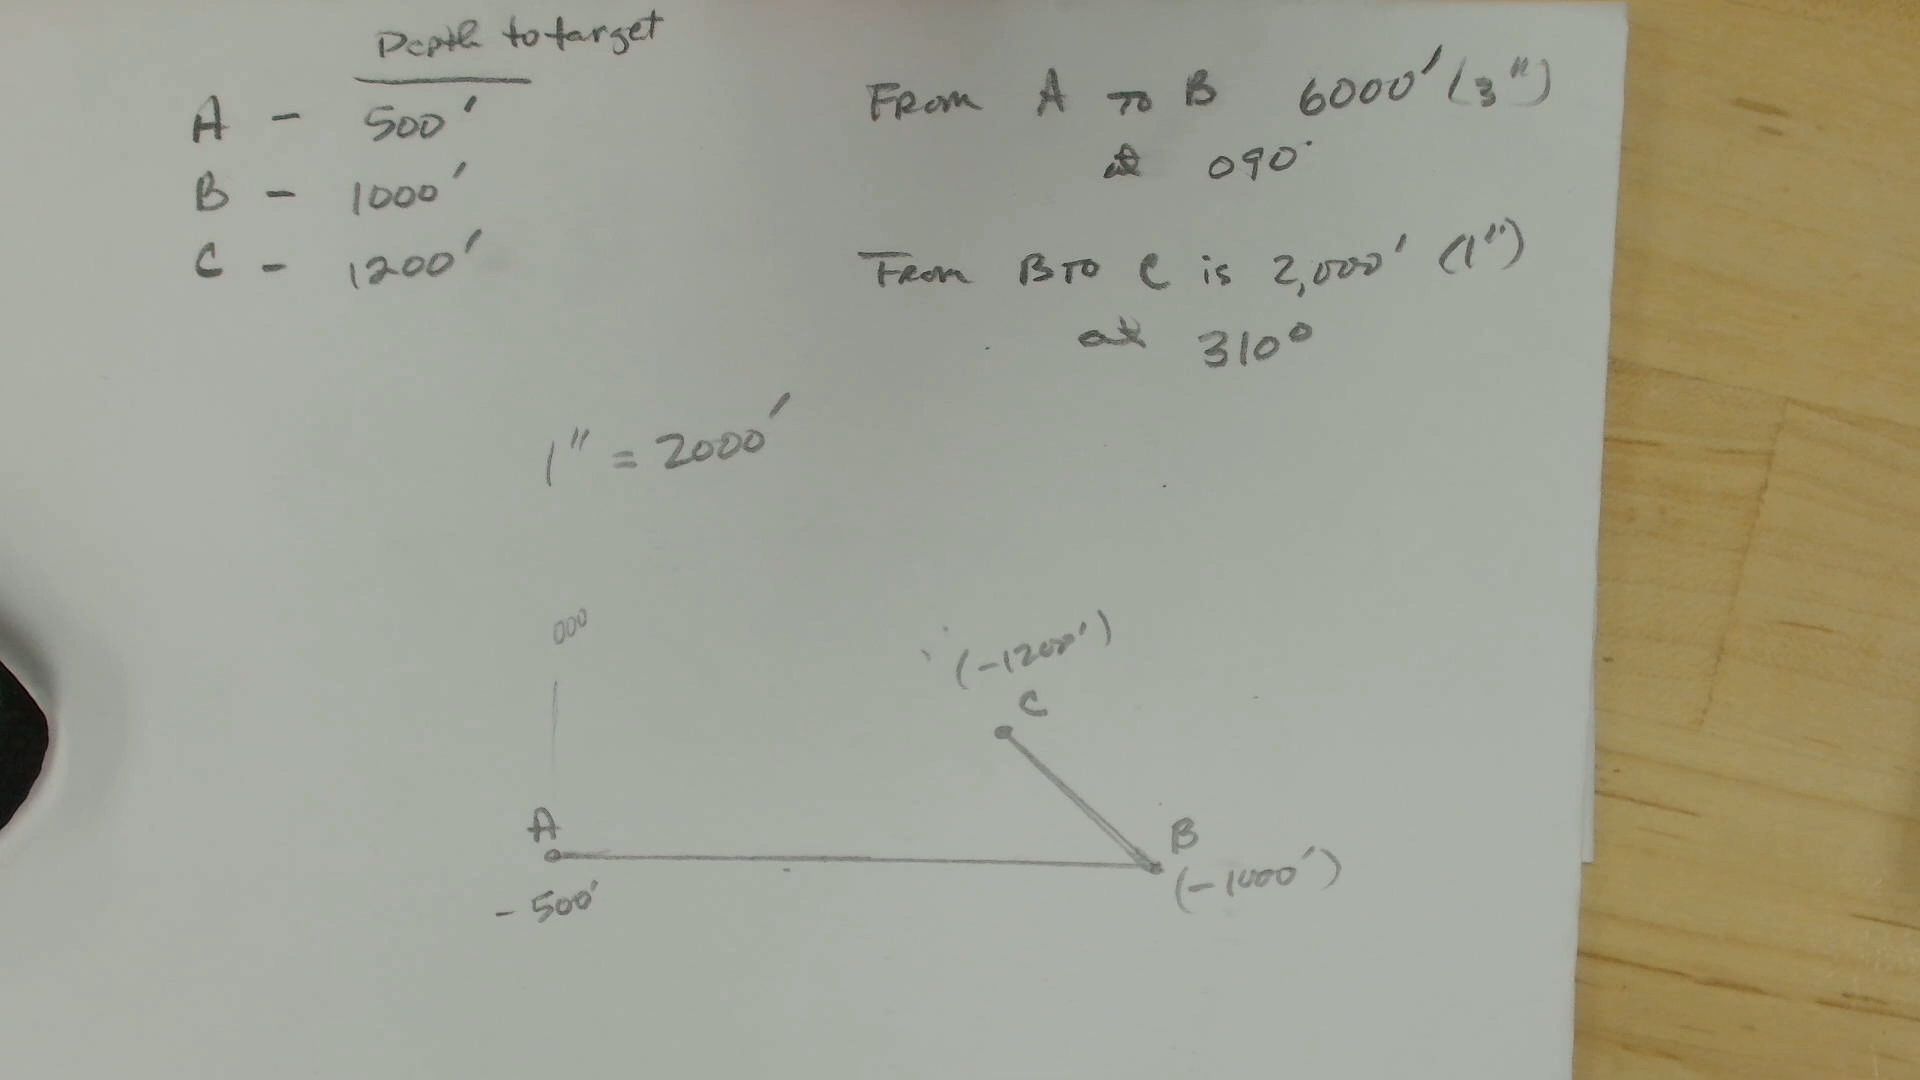 Depth to target
A - 500'
B - 1000'
C - 1200'
From A to B 6000' (3")
at 090°
From B to C is 2,000' (1")
at 310°
1" = 2000'
000
(-1200')
C
A
B
- 500'
(-1000')